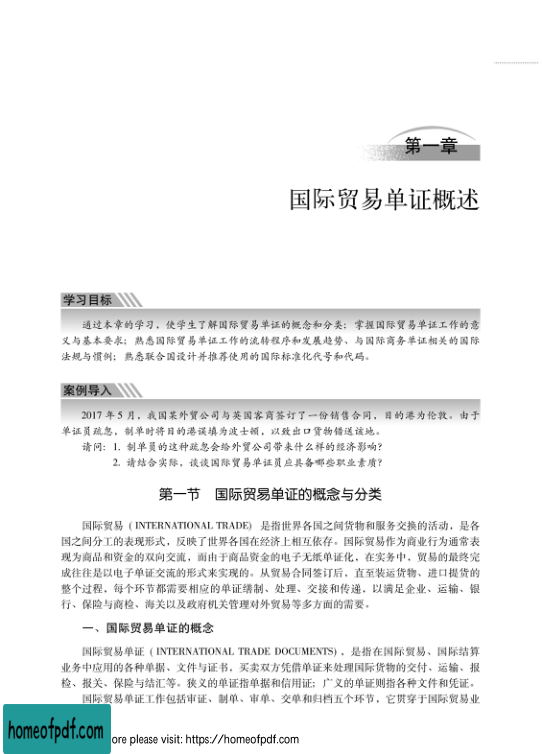 第一章
国际贸易单证概述
学习目标
通过本章的学习，使学生了解国际贸易单证的概念和分类；掌握国际贸易单证工作的意
义与基本要求；熟悉国际贸易单证工作的流转程序和发展趋势、与国际商务单证相关的国际
法规与惯例；熟悉联合国设计并推荐使用的国际标准化代号和代码。
案例导入
2017 年 5 月，我国某外贸公司与英国客商签订了一份销售合同，目的港为伦敦。由于
单证员疏忽，制单时将目的港误填为波士顿，以致出口货物错送该地。
请问：1. 制单员的这种疏忽会给外贸公司带来什么样的经济影响？
2. 请结合实际，谈谈国际贸易单证员应具备哪些职业素质？
第一节 国际贸易单证的概念与分类
国际贸易（INTERNATIONAL TRADE）是指世界各国之间货物和服务交换的活动，是各
国之间分工的表现形式，反映了世界各国在经济上相互依存。国际贸易作为商业行为通常表
现为商品和资金的双向交流，而由于商品资金的电子无纸单证化，在实务中，贸易的最终完
成往往是以电子单证交流的形式来实现的。从贸易合同签订后，直至装运货物、进口提货的
整个过程，每个环节都需要相应的单证缮制、处理、交接和传递，以满足企业、运输、银
行、保险与商检、海关以及政府机关管理对外贸易等多方面的需要。
一、国际贸易单证的概念
国际贸易单证（INTERNATIONAL TRADE DOCUMENTS），是指在国际贸易、国际结算
业务中应用的各种单据、文件与证书，买卖双方凭借单证来处理国际货物的交付、运输、报
检、报关、保险与结汇等。狭义的单证指单据和信用证；广义的单证则指各种文件和凭证。
国际贸易单证工作包括审证、制单、审单、交单和归档五个环节，它贯穿于国际贸易业
homeofpdf.com
ore please visit: https://homeofpdf.com